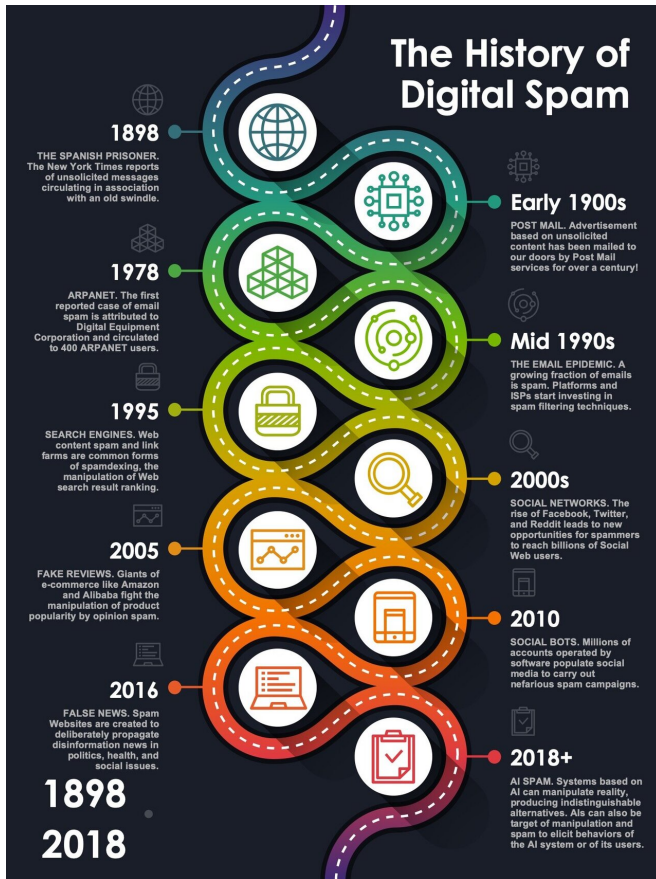 The History of
Digital Spam
1898
THE SPANISH PRISONER.
The New York Times reports
of unsolicited messages
circulating in association
with an old swindle.
Early 1900s
POST MAIL. Advertisement
based on unsolicited
content has been mailed to
our doors by Post Mail
services for over a century!
1978
ARPANET. The first
reported case of email
spam is attributed to
Digital Equipment
Corporation and circulated
to 400 ARPANET users.
Mid 1990s
THE EMAIL EPIDEMIC. A
growing fraction of emails
is spam. Platforms and
ISPs start investing in
spam filtering techniques.
1995
SEARCH ENGINES. Web
content spam and link
farms are common forms
of spamdexing, the
manipulation of Web
search result ranking.
2000s
SOCIAL NETWORKS. The
rise of Facebook, Twitter,
and Reddit leads to new
opportunities for spammers
to reach billions of Social
Web users.
2005
FAKE REVIEWS. Giants of
e-commerce like Amazon
and Alibaba fight the
manipulation of product
popularity by opinion spam.
2010
SOCIAL BOTS. Millions of
accounts operated by
software populate social
media to carry out
nefarious spam campaigns.
2016
FALSE NEWS. Spam
Websites are created to
deliberately propagate
disinformation news in
politics, health, and
social issues.
2018+
AI SPAM. Systems based on
AI can manipulate reality,
producing indistinguishable
alternatives. AIs can also be
target of manipulation and
spam to elicit behaviors of
the AI system or of its users.
1898
2018